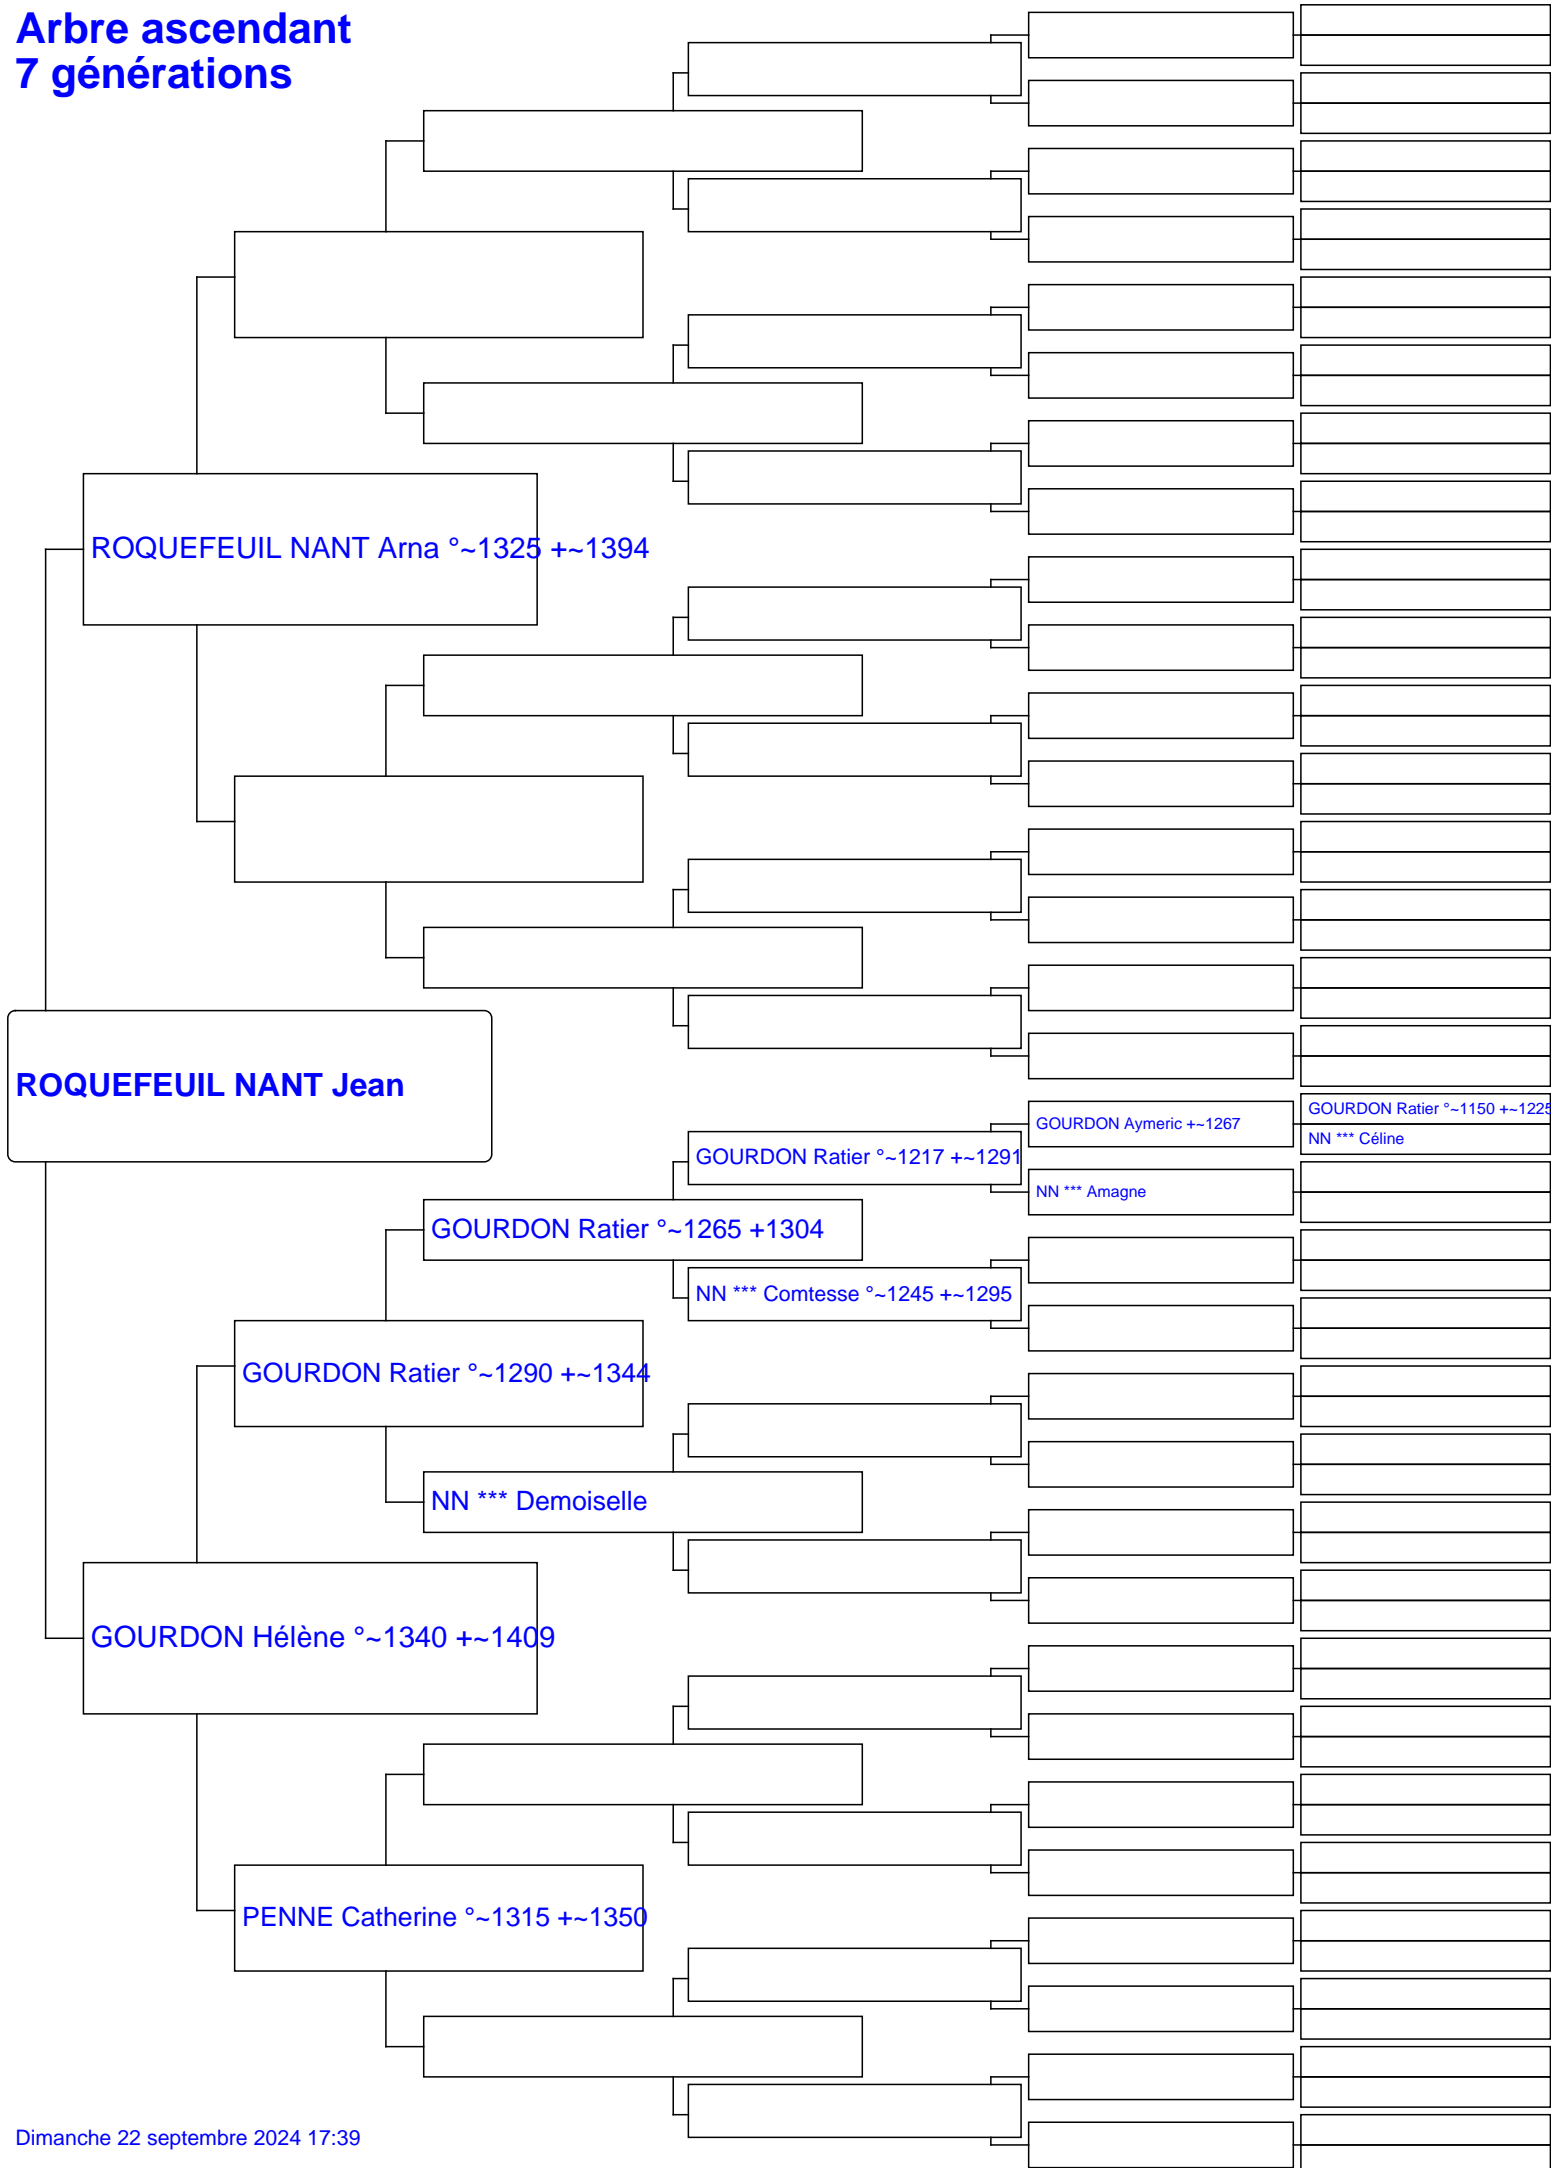 Arbre ascendant
7 générations
ROQUEFEUIL NANT Arna °~1325 +~1394
ROQUEFEUIL NANT Jean
GOURDON Ratier °~1150 +~1225
GOURDON Aymeric +~1267
NN *** Céline
GOURDON Ratier °~1217 +~1291
NN *** Amagne
GOURDON Ratier °~1265 +1304
NN *** Comtesse °~1245 +~1295
GOURDON Ratier °~1290 +~1344
NN *** Demoiselle
GOURDON Hélène °~1340 +~1409
PENNE Catherine °~1315 +~1350
Dimanche 22 septembre 2024 17:39